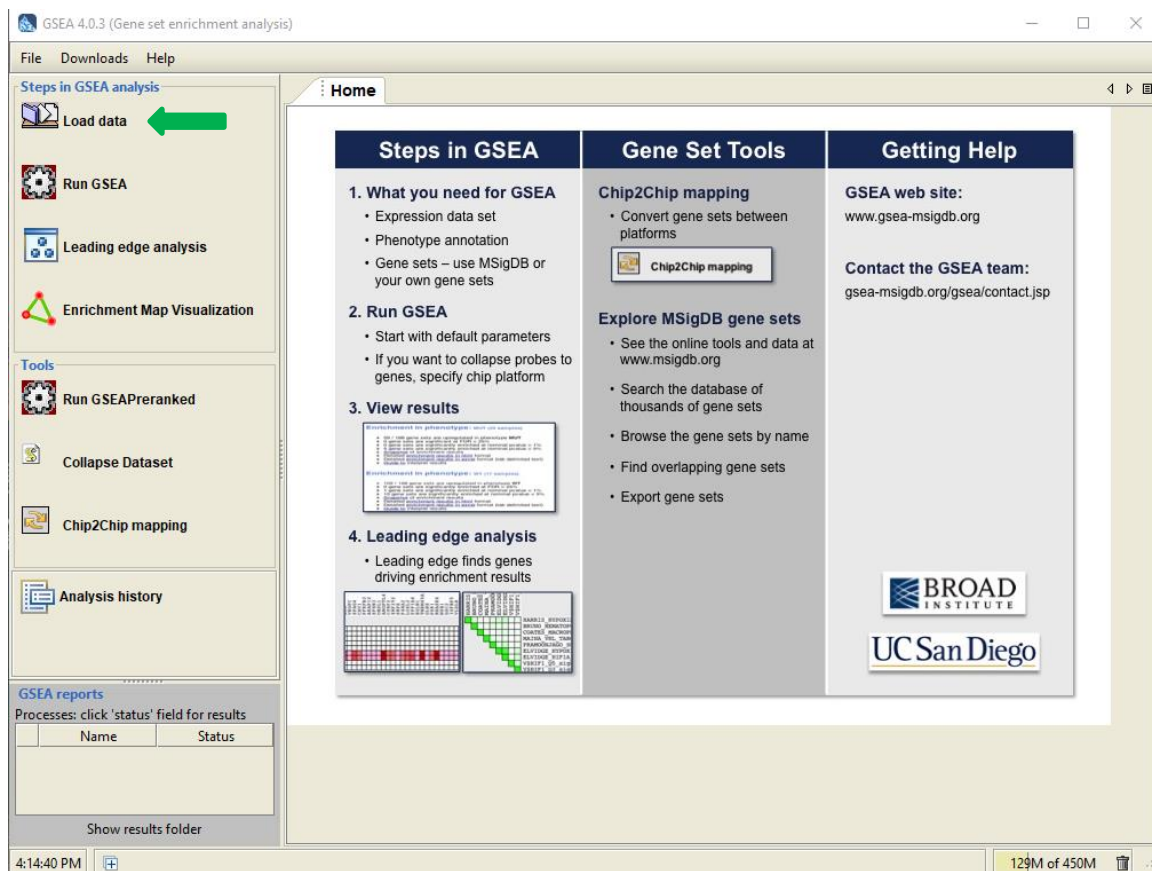 GSEA 4.0.3 (Gene set enrichment analysis)
File Downloads Help
Steps in GSEA analysis
Load data
Run GSEA
Leading edge analysis
Enrichment Map Visualization
Tools
Run GSEAPreranked
Collapse Dataset
Chip2Chip mapping
Analysis history
GSEA reports
Processes: click 'status' field for results
Name Status
Show results folder
4:14:40 PM
Home
Steps in GSEA
1. What you need for GSEA
• Expression data set
• Phenotype annotation
• Gene sets – use MSigDB or
your own gene sets
2. Run GSEA
• Start with default parameters
• If you want to collapse probes to
genes, specify chip platform
3. View results
4. Leading edge analysis
• Leading edge finds genes
driving enrichment results
Gene Set Tools
Chip2Chip mapping
• Convert gene sets between
platforms
Chip2Chip mapping
Explore MSigDB gene sets
• See the online tools and data at
www.msigdb.org
• Search the database of
thousands of gene sets
• Browse the gene sets by name
• Find overlapping gene sets
• Export gene sets
Getting Help
GSEA web site:
www.gsea-msigdb.org
Contact the GSEA team:
gsea-msigdb.org/gsea/contact.jsp
BROAD
INSTITUTE
UC San Diego
129M of 450M